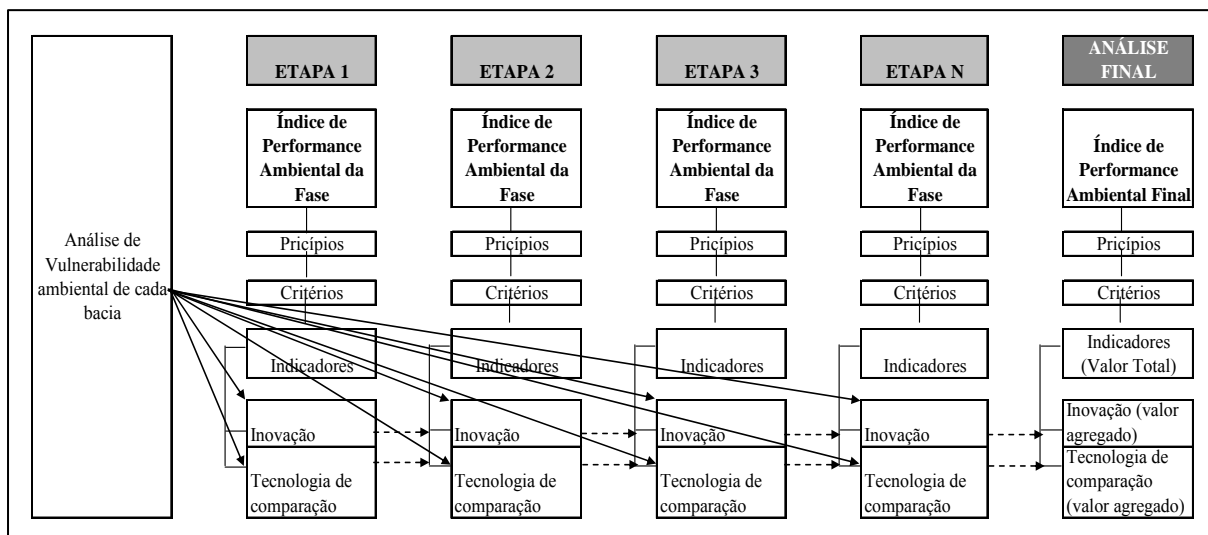 Análise de
Vulnerabilidade
ambiental de cada
bacia
ETAPA 1
Índice de
Performance
Ambiental da
Fase
Pricípios
Critérios
Indicadores
Inovação
Tecnologia de
comparação
ETAPA 2
Índice de
Performance
Ambiental da
Fase
Pricípios
Critérios
Indicadores
Inovação
Tecnologia de
comparação
ETAPA 3
Índice de
Performance
Ambiental da
Fase
Pricípios
Critérios
Indicadores
Inovação
Tecnologia de
comparação
ETAPA N
Índice de
Performance
Ambiental da
Fase
Pricípios
Critérios
Indicadores
Inovação
Tecnologia de
comparação
ANÁLISE
FINAL
Índice de
Performance
Ambiental Final
Pricípios
Critérios
Indicadores
(Valor Total)
Inovação (valor
agregado)
Tecnologia de
comparação
(valor agregado)